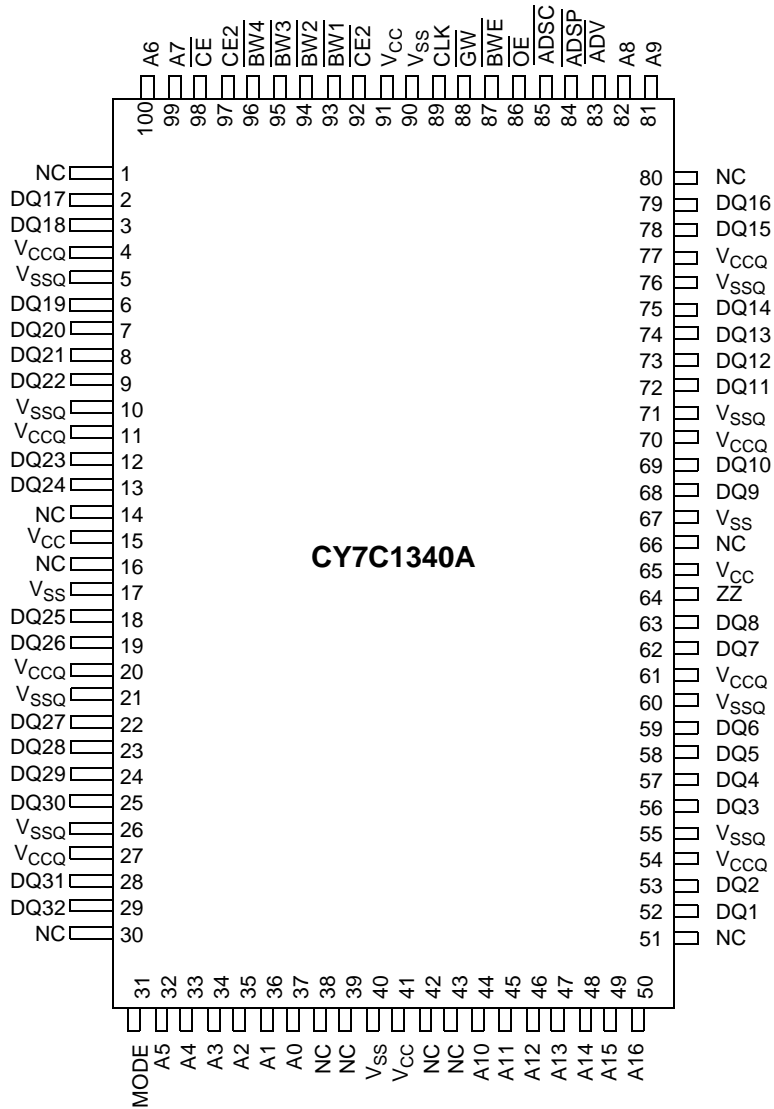 A6 A7 CE CE2 BW4 BW3 BW2 BW1 CE2 VCC VSS CLK GW BWE OE ADSC ADSP ADV A8 A9
100 99 98 97 96 95 94 93 92 91 90 89 88 87 86 85 84 83 82 81
NC 1
DQ17 2
DQ18 3
VCCQ 4
VSSQ 5
DQ19 6
DQ20 7
DQ21 8
DQ22 9
VSSQ 10
VCCQ 11
DQ23 12
DQ24 13
NC 14
VCC 15
NC 16
VSS 17
DQ25 18
DQ26 19
VCCQ 20
VSSQ 21
DQ27 22
DQ28 23
DQ29 24
DQ30 25
VSSQ 26
VCCQ 27
DQ31 28
DQ32 29
NC 30
CY7C1340A
80 NC
79 DQ16
78 DQ15
77 VCCQ
76 VSSQ
75 DQ14
74 DQ13
73 DQ12
72 DQ11
71 VSSQ
70 VCCQ
69 DQ10
68 DQ9
67 VSS
66 NC
65 VCC
64 ZZ
63 DQ8
62 DQ7
61 VCCQ
60 VSSQ
59 DQ6
58 DQ5
57 DQ4
56 DQ3
55 VSSQ
54 VCCQ
53 DQ2
52 DQ1
51 NC
31 32 33 34 35 36 37 38 39 40 41 42 43 44 45 46 47 48 49 50
MODE A5 A4 A3 A2 A1 A0 NC NC VSS VCC NC NC A10 A11 A12 A13 A14 A15 A16